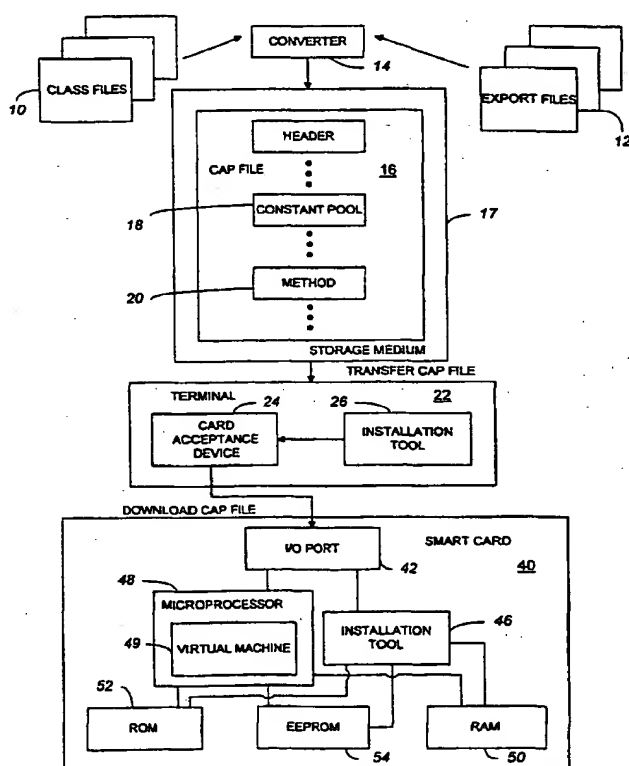 CONVERTER
14
10
CLASS FILES
EXPORT FILES
12
HEADER
CAP FILE
16
18
CONSTANT POOL
17
20
METHOD
STORAGE MEDIUM
TRANSFER CAP FILE
TERMINAL
24
26
22
CARD
ACCEPTANCE
DEVICE
INSTALLATION
TOOL
DOWNLOAD CAP FILE
I/O PORT
SMART CARD
42
40
48
MICROPROCESSOR
46
49
VIRTUAL MACHINE
INSTALLATION
TOOL
52
ROM
EEPROM
RAM
54
50